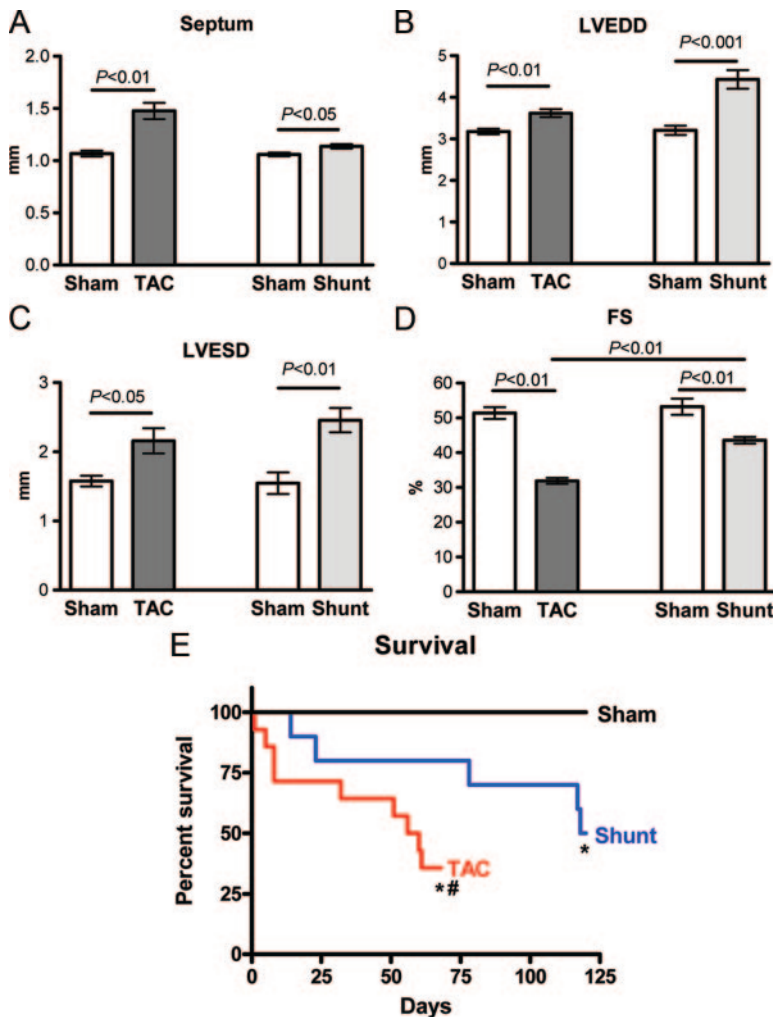 A
Septum
mm
2.0
1.5
1.0
0.5
0.0
P<0.01
P<0.05
Sham TAC Sham Shunt
B
LVEDD
mm
5
4
3
2
1
0
P<0.01
P<0.001
Sham TAC Sham Shunt
C
LVESD
mm
3
2
1
0
P<0.05
P<0.01
Sham TAC Sham Shunt
D
FS
%
60
50
40
30
20
10
0
P<0.01
P<0.01
P<0.01
Sham TAC Sham Shunt
E
Survival
Percent survival
100
75
50
25
0
Sham
Shunt
*
TAC
*#
0 25 50 75 100 125
Days